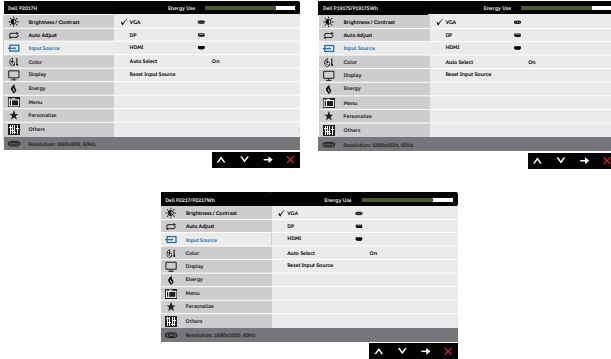 Dell P2017H Energy Use
Brightness / Contrast ✓ VGA
Auto Adjust DP
Input Source HDMI
Color Auto Select On
Display Reset Input Source
Energy
Menu
Personalize
Others
Resolution: 1600x900, 60Hz
Dell P1917S/P1917SWh Energy Use
Brightness / Contrast ✓ VGA
Auto Adjust DP
Input Source HDMI
Color Auto Select On
Display Reset Input Source
Energy
Menu
Personalize
Others
Resolution: 1280x1024, 60Hz
Dell P2217/P2217Wh Energy Use
Brightness / Contrast ✓ VGA
Auto Adjust DP
Input Source HDMI
Color Auto Select On
Display Reset Input Source
Energy
Menu
Personalize
Others
Resolution: 1680x1050, 60Hz